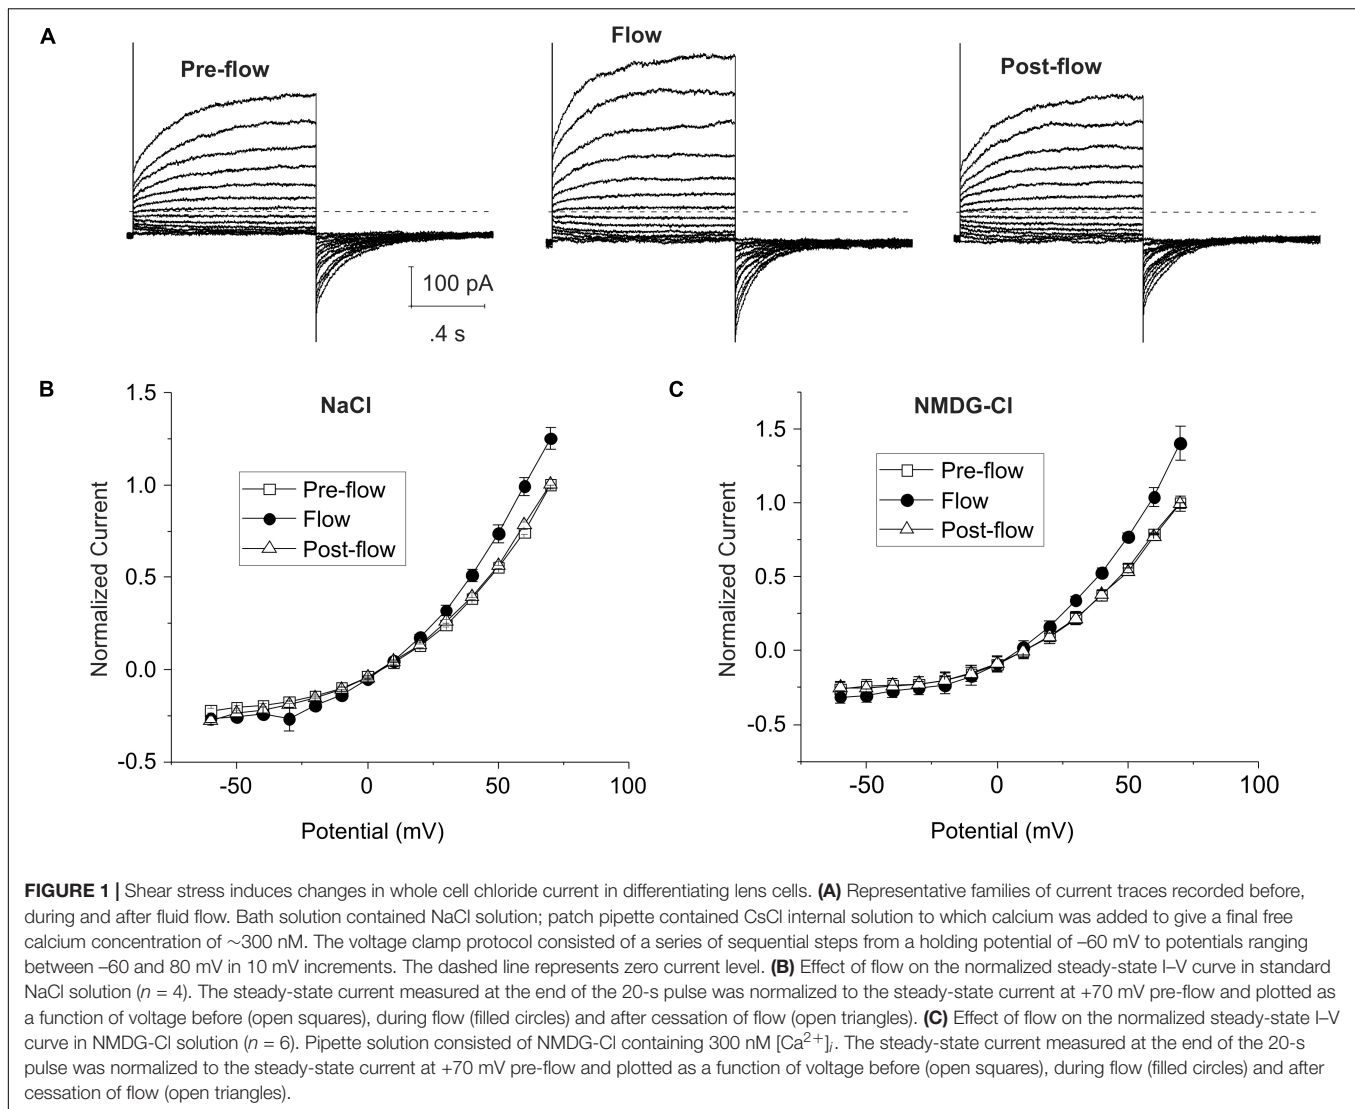 A
Pre-flow
Flow
Post-flow
100 pA
.4 s
B
NaCl
1.5
1.0
0.5
0.0
-0.5
Normalized Current
Pre-flow
Flow
Post-flow
-50
0
50
100
Potential (mV)
C
NMDG-Cl
1.5
1.0
0.5
0.0
-0.5
Normalized Current
Pre-flow
Flow
Post-flow
-50
0
50
100
Potential (mV)
FIGURE 1 | Shear stress induces changes in whole cell chloride current in differentiating lens cells. (A) Representative families of current traces recorded before,
during and after fluid flow. Bath solution contained NaCl solution; patch pipette contained CsCl internal solution to which calcium was added to give a final free
calcium concentration of ~300 nM. The voltage clamp protocol consisted of a series of sequential steps from a holding potential of –60 mV to potentials ranging
between –60 and 80 mV in 10 mV increments. The dashed line represents zero current level. (B) Effect of flow on the normalized steady-state I–V curve in standard
NaCl solution (n = 4). The steady-state current measured at the end of the 20-s pulse was normalized to the steady-state current at +70 mV pre-flow and plotted as
a function of voltage before (open squares), during flow (filled circles) and after cessation of flow (open triangles). (C) Effect of flow on the normalized steady-state I–V
curve in NMDG-Cl solution (n = 6). Pipette solution consisted of NMDG-Cl containing 300 nM [Ca2+]i. The steady-state current measured at the end of the 20-s
pulse was normalized to the steady-state current at +70 mV pre-flow and plotted as a function of voltage before (open squares), during flow (filled circles) and after
cessation of flow (open triangles).